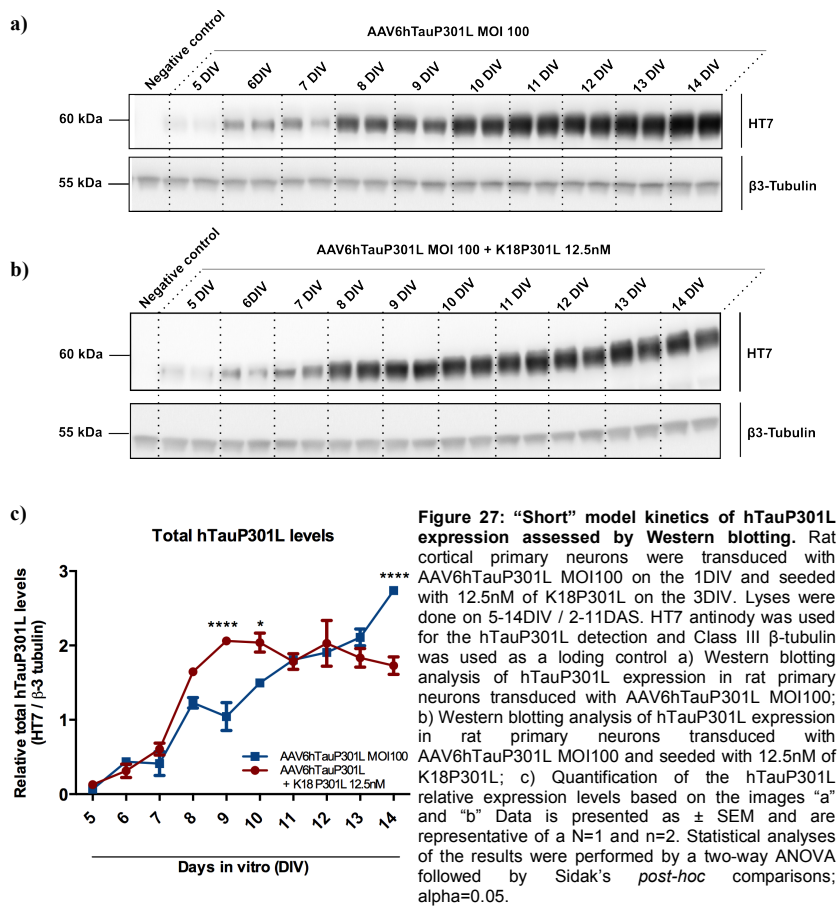 a)
AAV6hTauP301L MOI 100
Negative control
5 DIV
6DIV
7 DIV
8 DIV
9 DIV
10 DIV
11 DIV
12 DIV
13 DIV
14 DIV
60 kDa
HT7
55 kDa
β3-Tubulin
b)
AAV6hTauP301L MOI 100 + K18P301L 12.5nM
Negative control
5 DIV
6DIV
7 DIV
8 DIV
9 DIV
10 DIV
11 DIV
12 DIV
13 DIV
14 DIV
60 kDa
HT7
55 kDa
β3-Tubulin
c)
Total hTauP301L levels
Relative total hTauP301L levels
(HT7 / β-3 tubulin)
3
2
1
0
****
*
****
AAV6hTauP301L MOI100
AAV6hTauP301L
+ K18 P301L 12.5nM
5 6 7 8 9 10 11 12 13 14
Days in vitro (DIV)
Figure 27: “Short” model kinetics of hTauP301L
expression assessed by Western blotting. Rat
cortical primary neurons were transduced with
AAV6hTauP301L MOI100 on the 1DIV and seeded
with 12.5nM of K18P301L on the 3DIV. Lyses were
done on 5-14DIV / 2-11DAS. HT7 antinody was used
for the hTauP301L detection and Class III β-tubulin
was used as a loding control a) Western blotting
analysis of hTauP301L expression in rat primary
neurons transduced with AAV6hTauP301L MOI100;
b) Western blotting analysis of hTauP301L expression
in rat primary neurons transduced with
AAV6hTauP301L MOI100 and seeded with 12.5nM of
K18P301L; c) Quantification of the hTauP301L
relative expression levels based on the images “a”
and “b” Data is presented as ± SEM and are
representative of a N=1 and n=2. Statistical analyses
of the results were performed by a two-way ANOVA
followed by Sidak’s post-hoc comparisons;
alpha=0.05.